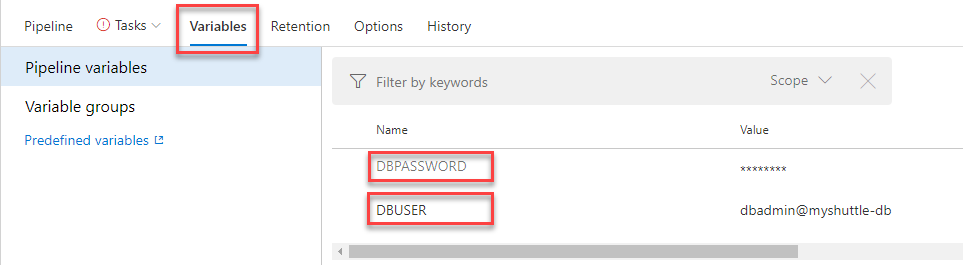 Pipeline Tasks Variables Retention Options History
Pipeline variables
Variable groups
Predefined variables
Filter by keywords Scope
Name Value
DBPASSWORD ********
DBUSER dbadmin@myshuttle-db